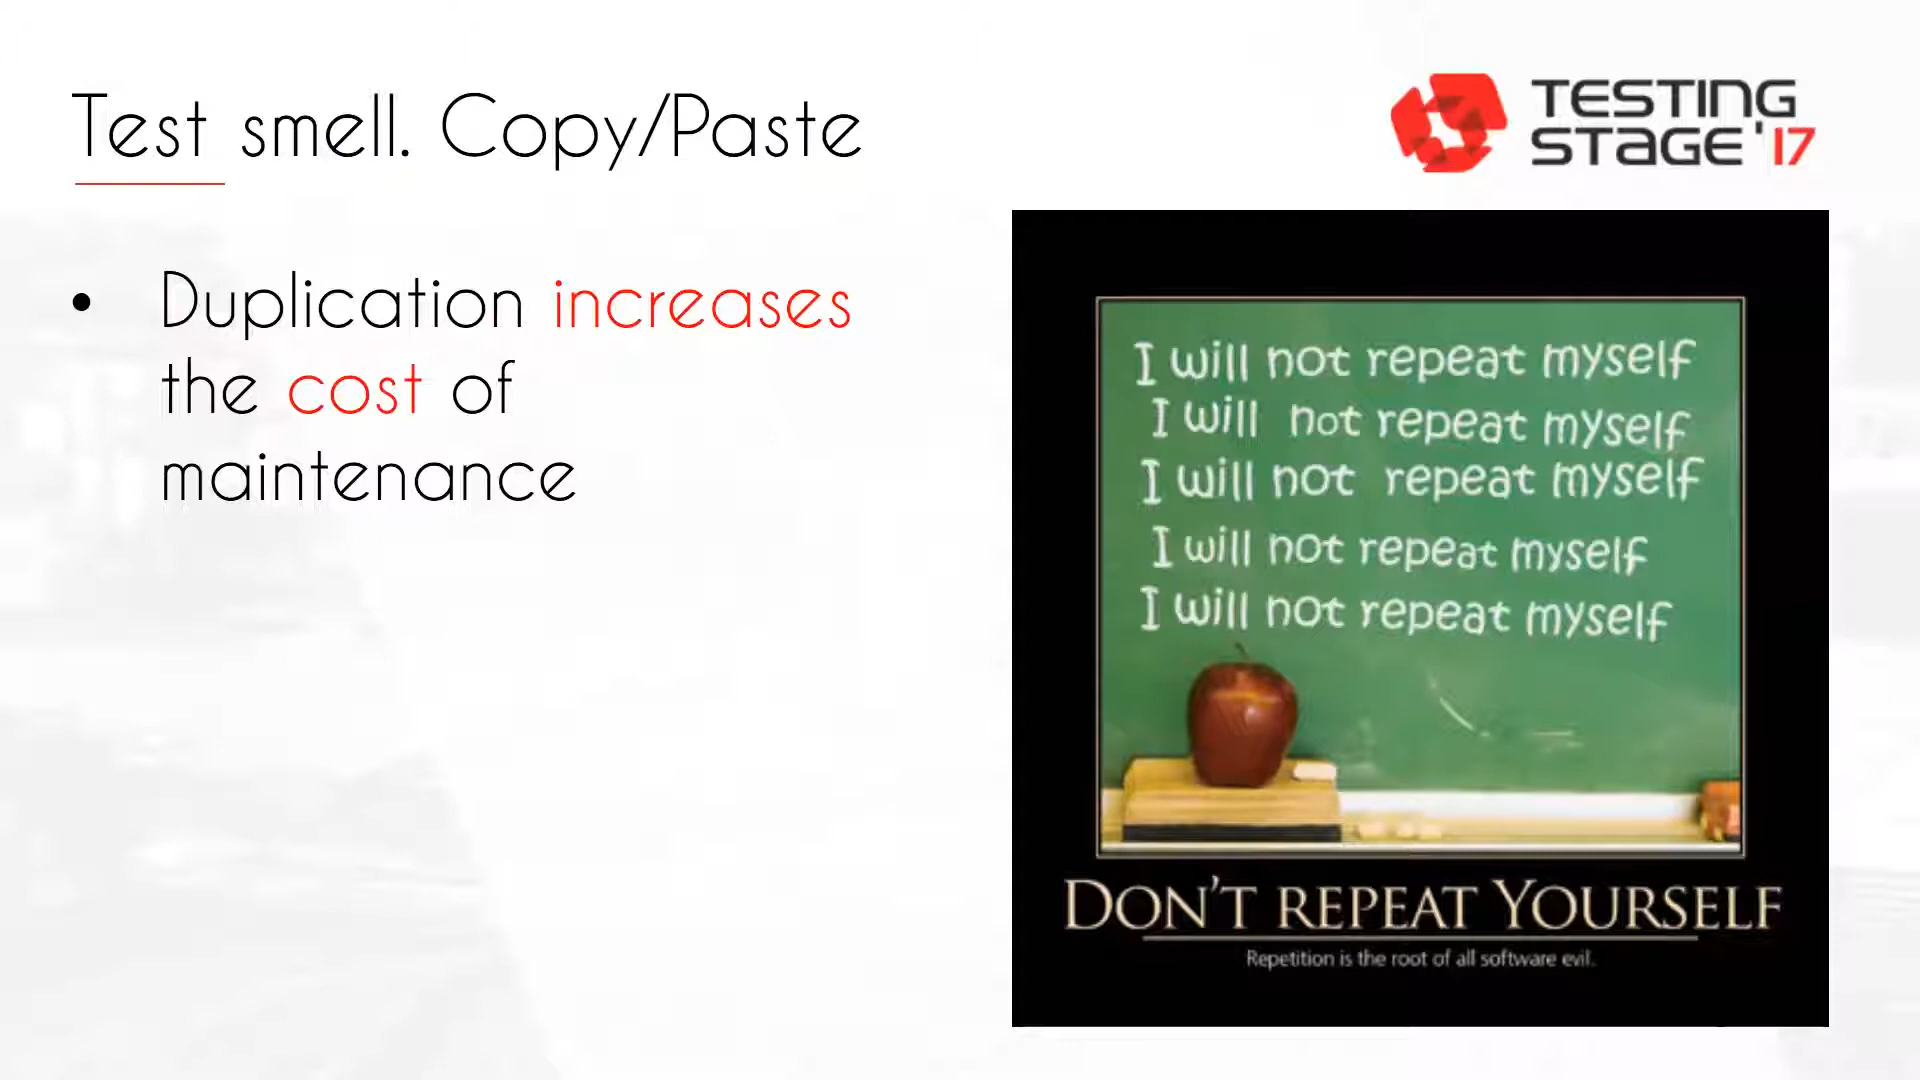 Test smell. Copy/Paste
TESTING
STAGE'17
• Duplication increases
the cost of
maintenance
I will not repeat myself
I will not repeat myself
I will not repeat myself
I will not repeat myself
I will not repeat myself
DON'T REPEAT YOURSELF
Repetition is the root of all software evil.